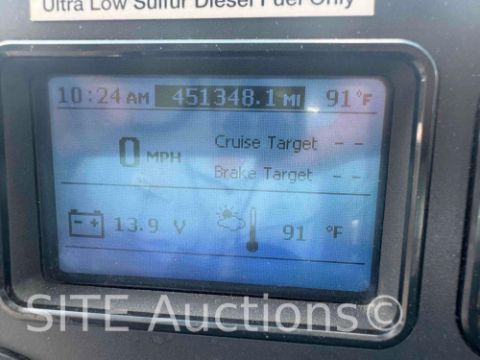 Ultra Low Sulfur Diesel Fuel Only
10:24 AM 451348.1 MI 91°F
0 MPH
Cruise Target - -
Brake Target - -
- + 13.9 V 91 °F
SITE Auctions.com®